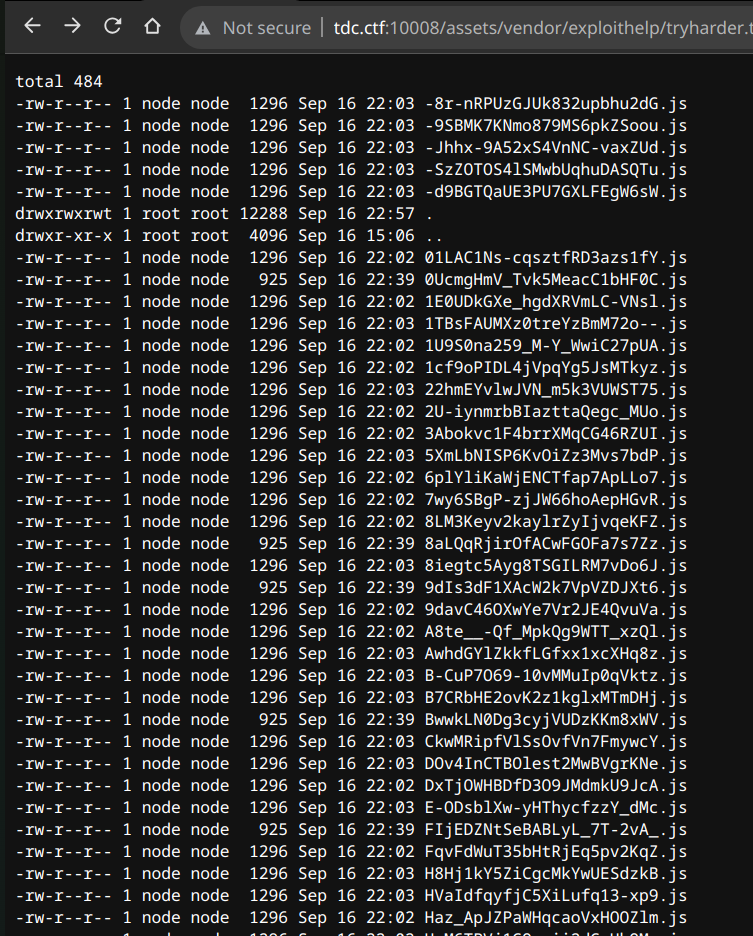 Not secure | tdc.ctf:10008/assets/vendor/exploithelp/tryharder.t
total 484
-rw-r--r-- 1 node node  1296 Sep 16 22:03 -8r-nRPUzGJUk832upbhu2dG.js
-rw-r--r-- 1 node node  1296 Sep 16 22:03 -9SBMK7KNmo879MS6pkZSoou.js
-rw-r--r-- 1 node node  1296 Sep 16 22:03 -Jhhx-9A52xS4VnNC-vaxZUd.js
-rw-r--r-- 1 node node  1296 Sep 16 22:03 -SzZOTOS4lSMwbUqhuDASQTu.js
-rw-r--r-- 1 node node  1296 Sep 16 22:03 -d9BGTQaUE3PU7GXLFEgW6sW.js
drwxrwxrwt 1 root root 12288 Sep 16 22:57 .
drwxr-xr-x 1 root root  4096 Sep 16 15:06 ..
-rw-r--r-- 1 node node  1296 Sep 16 22:02 01LAC1Ns-cqsztfRD3azs1fY.js
-rw-r--r-- 1 node node   925 Sep 16 22:39 0UcmgHmV_Tvk5MeacC1bHF0C.js
-rw-r--r-- 1 node node  1296 Sep 16 22:02 1E0UDkGXe_hgdXRVmLC-VNsl.js
-rw-r--r-- 1 node node  1296 Sep 16 22:03 1TBsFAUMXz0treYzBmM72o--.js
-rw-r--r-- 1 node node  1296 Sep 16 22:02 1U9S0na259_M-Y_WwiC27pUA.js
-rw-r--r-- 1 node node  1296 Sep 16 22:02 1cf9oPIDL4jVpqYg5JsMTkyz.js
-rw-r--r-- 1 node node  1296 Sep 16 22:03 22hmEYvlwJVN_m5k3VUWST75.js
-rw-r--r-- 1 node node  1296 Sep 16 22:02 2U-iynmrbBIazttaQegc_MUo.js
-rw-r--r-- 1 node node  1296 Sep 16 22:02 3Abokvc1F4brrXMqCG46RZUI.js
-rw-r--r-- 1 node node  1296 Sep 16 22:03 5XmLbNISP6KvOiZz3Mvs7bdP.js
-rw-r--r-- 1 node node  1296 Sep 16 22:02 6plYliKaWjENCTfap7ApLLo7.js
-rw-r--r-- 1 node node  1296 Sep 16 22:02 7wy6SBgP-zjJW66hoAepHGvR.js
-rw-r--r-- 1 node node  1296 Sep 16 22:02 8LM3Keyv2kaylrZyIjvqeKFZ.js
-rw-r--r-- 1 node node   925 Sep 16 22:39 8aLQqRjirOfACwFGOFa7s7Zz.js
-rw-r--r-- 1 node node  1296 Sep 16 22:03 8iegtc5Ayg8TSGILRM7vDo6J.js
-rw-r--r-- 1 node node   925 Sep 16 22:39 9dIs3dF1XAcW2k7VpVZDJXt6.js
-rw-r--r-- 1 node node  1296 Sep 16 22:02 9davC46OXwYe7Vr2JE4QvuVa.js
-rw-r--r-- 1 node node  1296 Sep 16 22:02 A8te__-Qf_MpkQg9WTT_xzQl.js
-rw-r--r-- 1 node node  1296 Sep 16 22:03 AwhdGYlZkkfLGfxx1xcXHq8z.js
-rw-r--r-- 1 node node  1296 Sep 16 22:03 B-CuP7O69-10vMMuIp0qVktz.js
-rw-r--r-- 1 node node  1296 Sep 16 22:03 B7CRbHE2ovK2z1kglxMTmDHj.js
-rw-r--r-- 1 node node   925 Sep 16 22:39 BwwkLN0Dg3cyjVUDzKKm8xWV.js
-rw-r--r-- 1 node node  1296 Sep 16 22:03 CkwMRipfVlSsOvfVn7FmywcY.js
-rw-r--r-- 1 node node  1296 Sep 16 22:03 DOv4InCTBOlest2MwBVgrKNe.js
-rw-r--r-- 1 node node  1296 Sep 16 22:02 DxTjOWHBDfD3O9JMdmkU9JcA.js
-rw-r--r-- 1 node node  1296 Sep 16 22:03 E-ODsblXw-yHThycfzzY_dMc.js
-rw-r--r-- 1 node node   925 Sep 16 22:39 FIjEDZNtSeBABLyL_7T-2vA_.js
-rw-r--r-- 1 node node  1296 Sep 16 22:02 FqvFdWuT35bHtRjEq5pv2KqZ.js
-rw-r--r-- 1 node node  1296 Sep 16 22:03 H8Hj1kY5ZiCgcMkYwUESdzkB.js
-rw-r--r-- 1 node node  1296 Sep 16 22:03 HVaIdfqyfjC5XiLufq13-xp9.js
-rw-r--r-- 1 node node  1296 Sep 16 22:02 Haz_ApJZPaWHqcaoVxHOOZlm.js